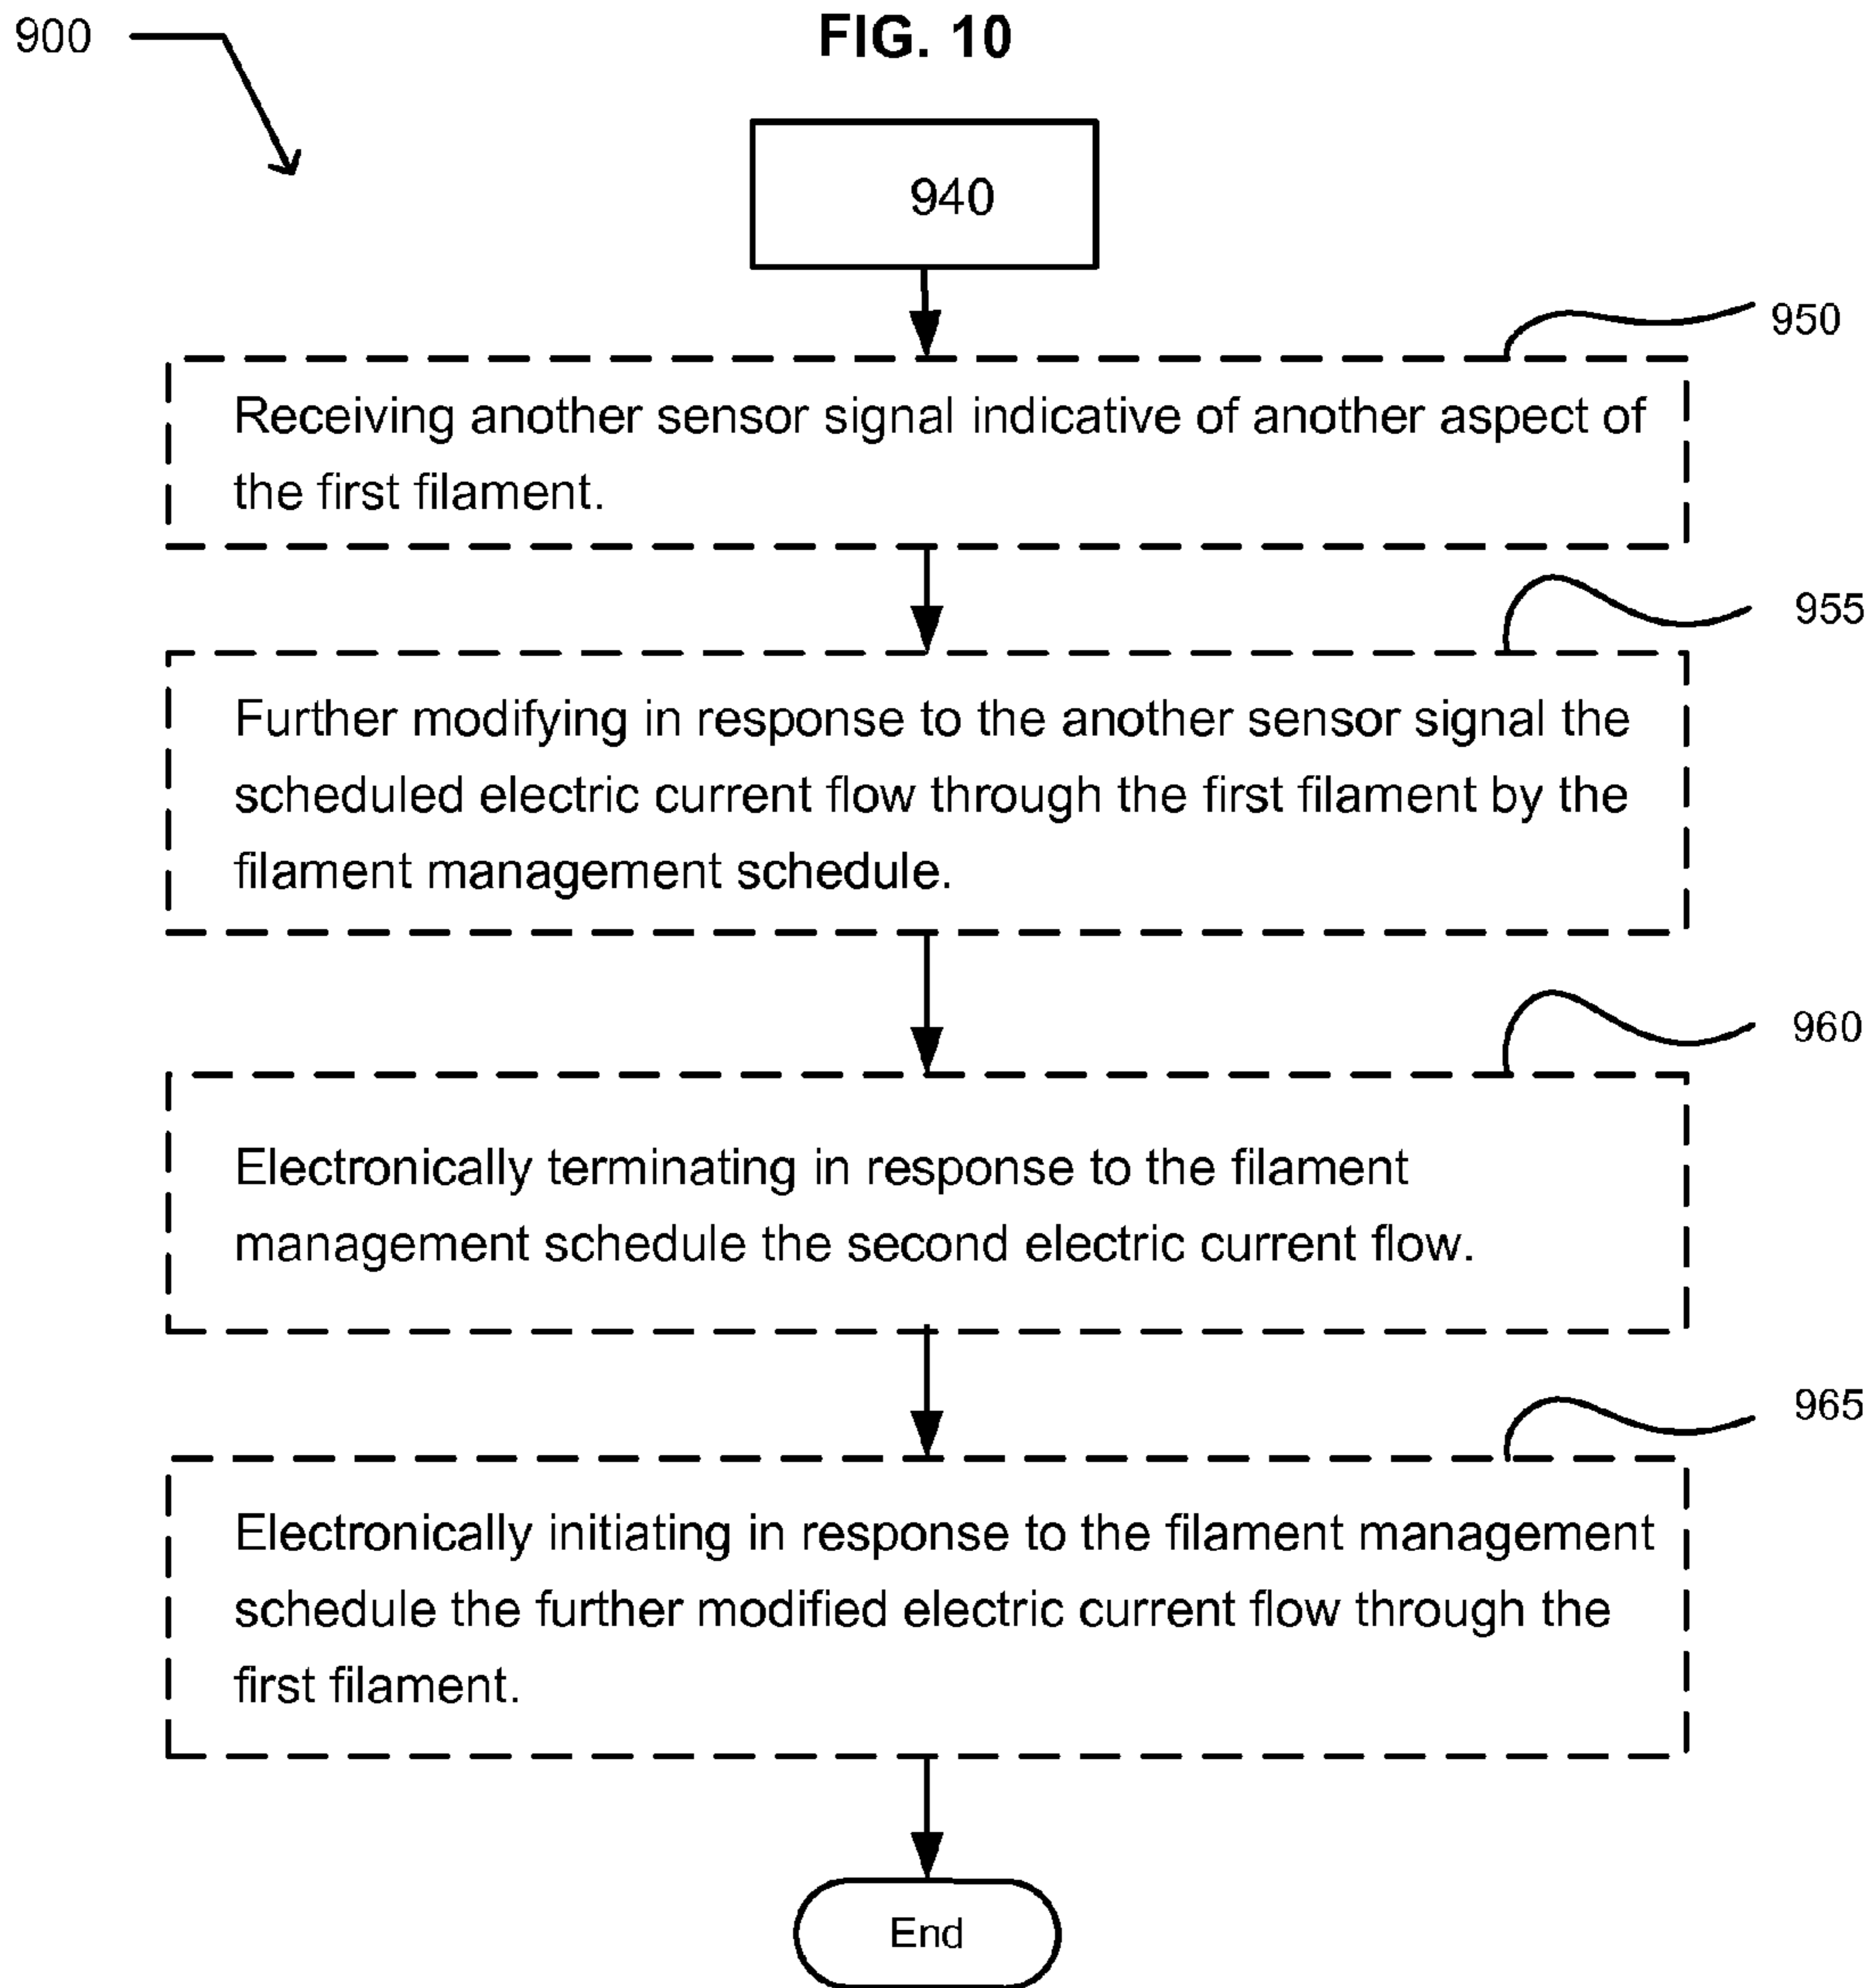 900
FIG. 10
940
950
Receiving another sensor signal indicative of another aspect of
the first filament.
955
Further modifying in response to the another sensor signal the
scheduled electric current flow through the first filament by the
filament management schedule.
960
Electronically terminating in response to the filament
management schedule the second electric current flow.
965
Electronically initiating in response to the filament management
schedule the further modified electric current flow through the
first filament.
End